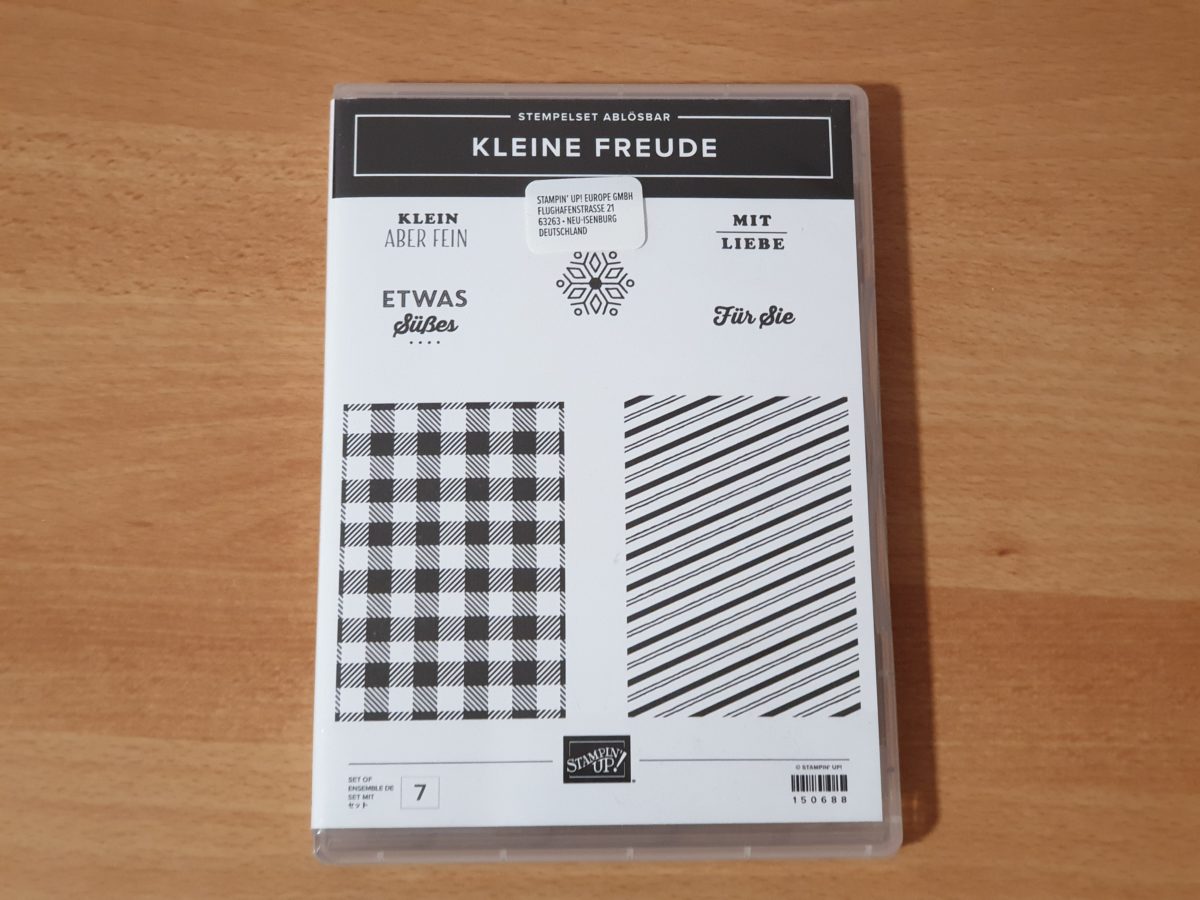 STEMPELSET ABLÖSBAR
KLEINE FREUDE
STAMPIN' UP! EUROPE GMBH
FLUGHAFENSTRASSE 21
63263 • NEU-ISENBURG
DEUTSCHLAND
KLEIN
ABER FEIN
MIT
LIEBE
ETWAS
Süßes
Für Sie
STAMPIN'
UP!
SET OF
ENSEMBLE DE
SET MIT
セット
7
© STAMPIN' UP!
150688